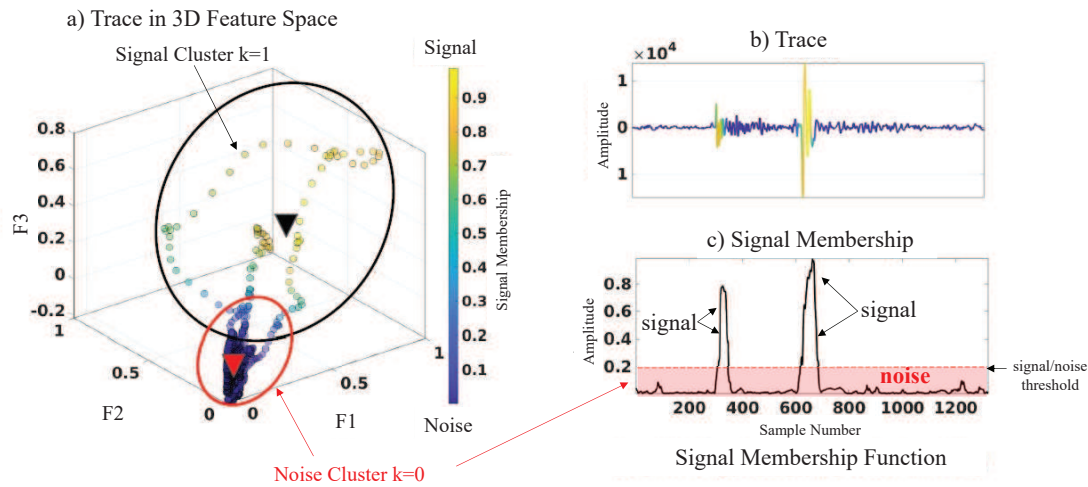 a) Trace in 3D Feature Space
Signal Cluster k=1
Signal
0.8
0.6
0.4
0.2
0
-0.2
F3
1
0.5
0
F2
0
0.5
1
F1
0.9
0.8
0.7
0.6
0.5
0.4
0.3
0.2
0.1
Signal Membership
Noise
Noise Cluster k=0
b) Trace
×10⁴
1
0
1
Amplitude
c) Signal Membership
0.8
0.6
0.4
0.2
Amplitude
signal
signal
noise
signal/noise
threshold
200 400 600 800 1000 1200
Sample Number
Signal Membership Function